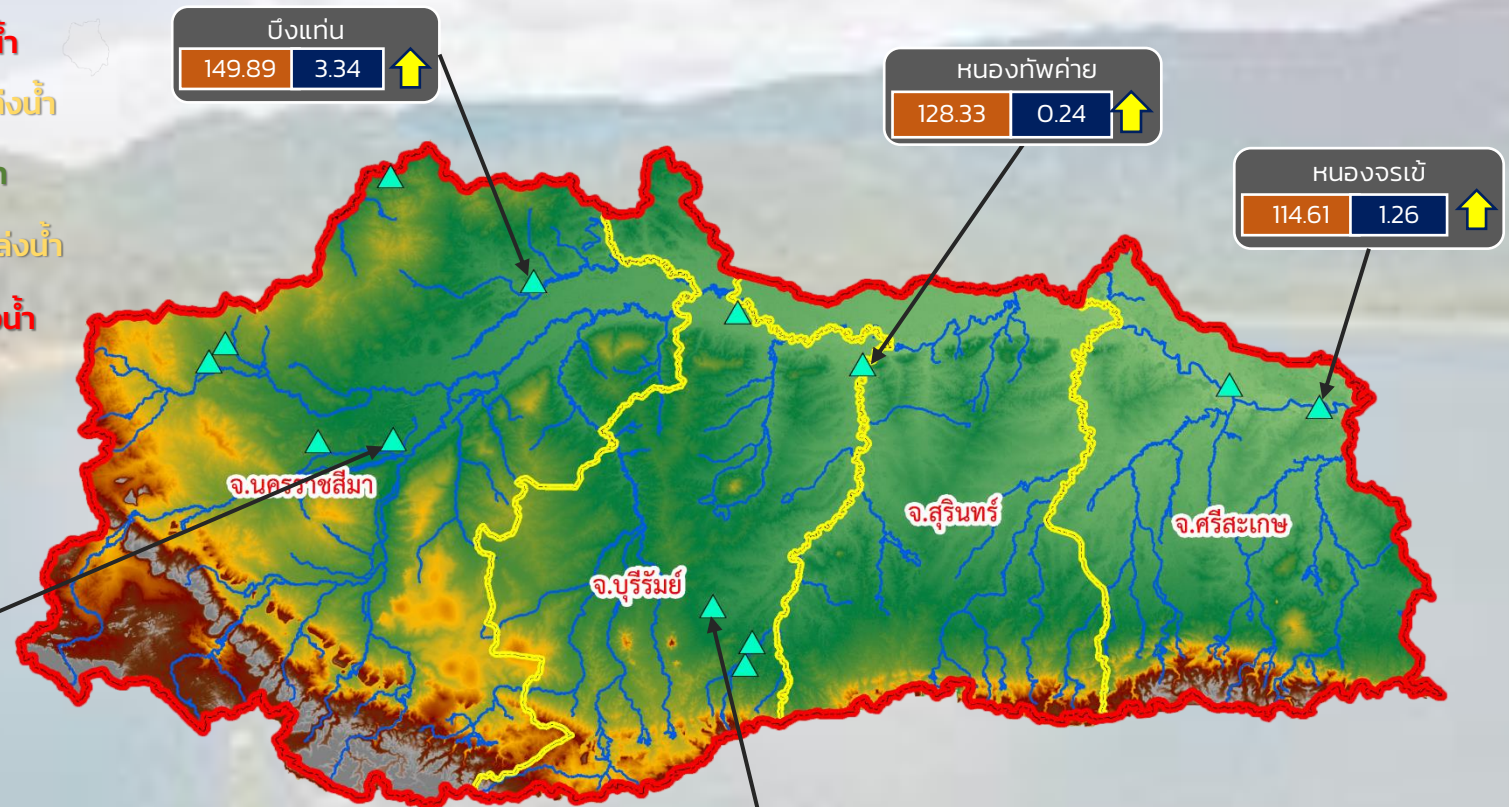 บึงแท่น
149.89 3.34
หนองทัพค่าย
128.33 0.24
หนองจรเข้
114.61 1.26
จ.นครราชสีมา
จ.บุรีรัมย์
จ.สุรินทร์
จ.ศรีสะเกษ